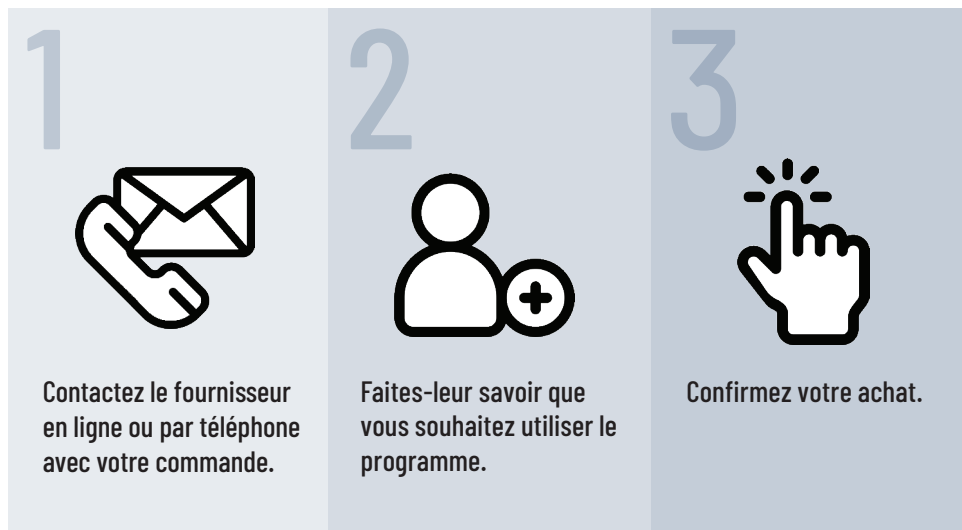 1
Contactez le fournisseur
en ligne ou par téléphone
avec votre commande.
2
Faites-leur savoir que
vous souhaitez utiliser le
programme.
3
Confirmez votre achat.